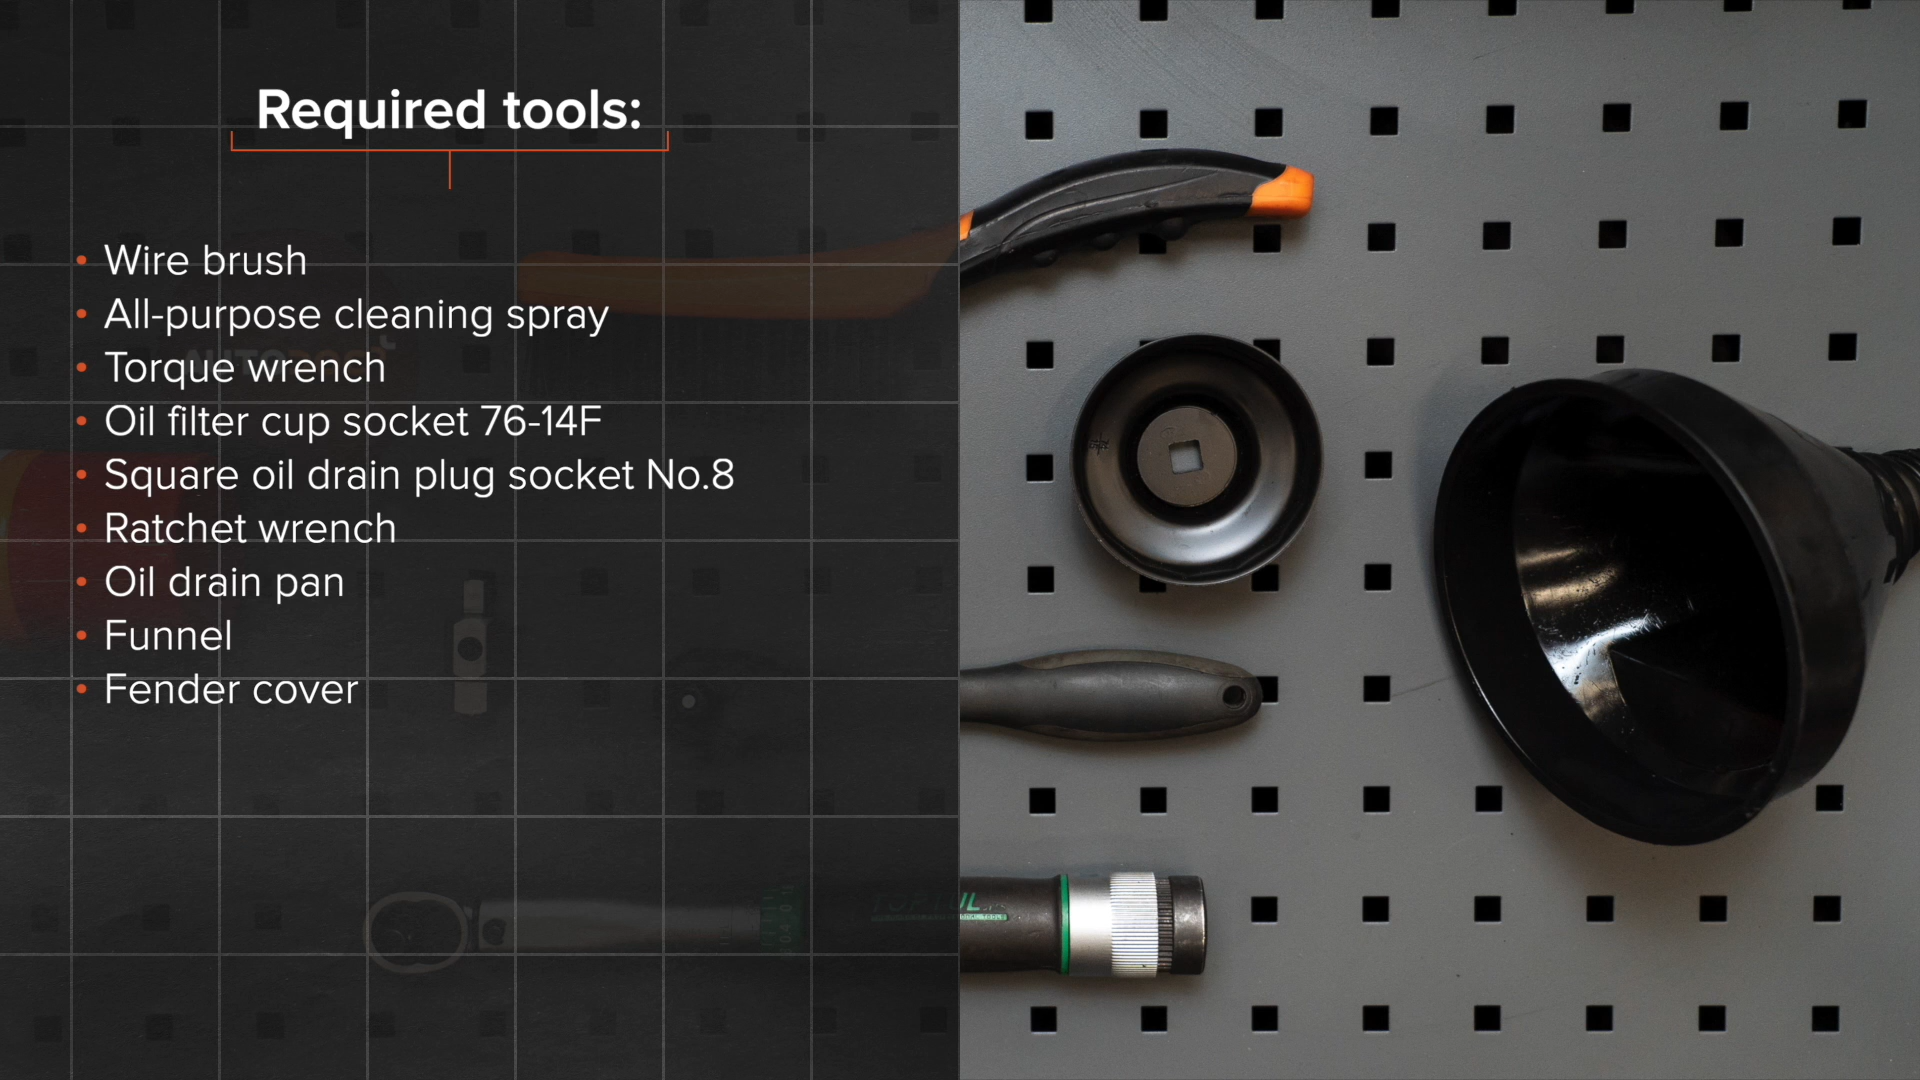 Required tools:
Wire brush
All-purpose cleaning spray
Torque wrench
Oil filter cup socket 76-14F
Square oil drain plug socket No.8
Ratchet wrench
Oil drain pan
Funnel
Fender cover